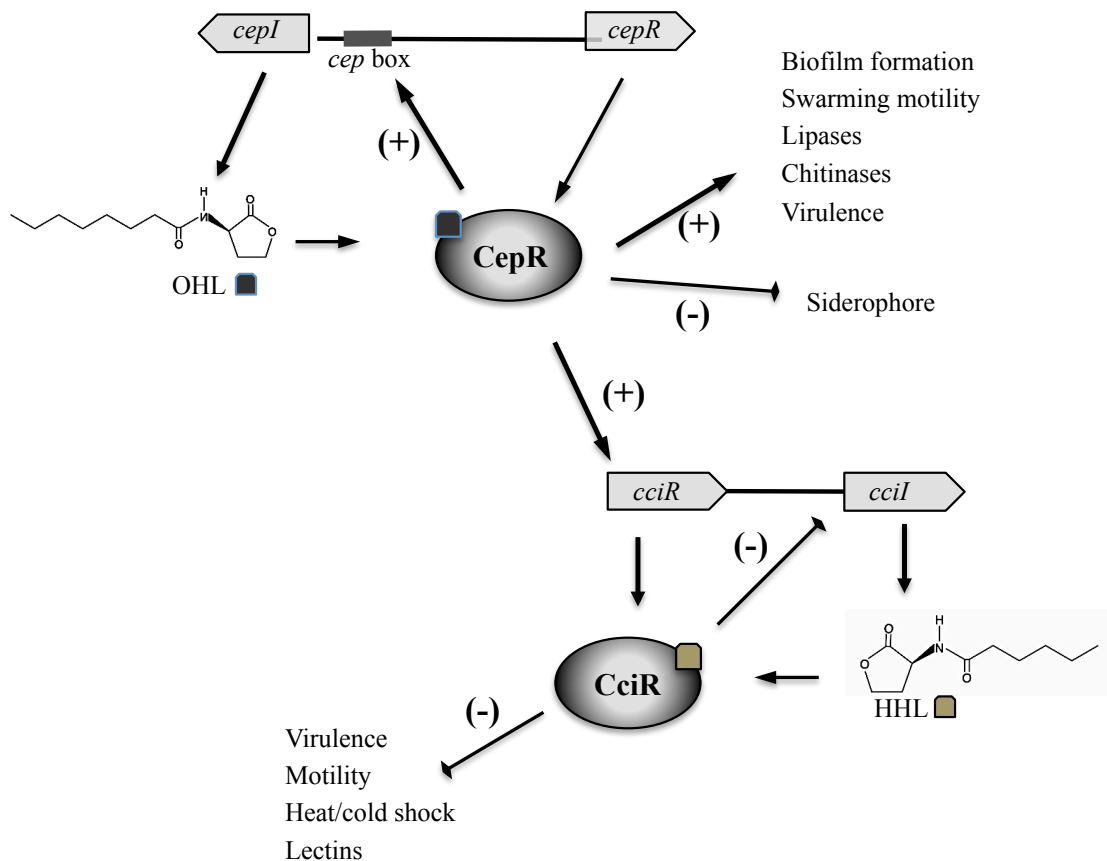 cepI
cepR
cep box
(+)
Biofilm formation
Swarming motility
Lipases
Chitinases
Virulence
(+)
H
N
O
O
O
OHL
CepR
(-)
Siderophore
(+)
cciR
cciI
(-)
H
O
N
O
O
HHL
CciR
(-)
Virulence
Motility
Heat/cold shock
Lectins